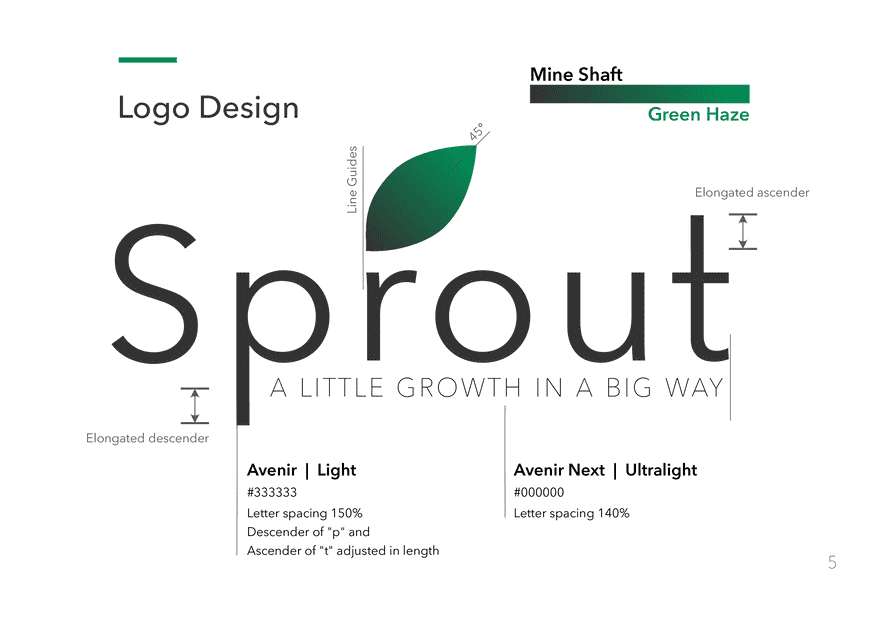 Logo Design
Mine Shaft
Green Haze
45°
Line Guides
Elongated ascender
Sprout
A LITTLE GROWTH IN A BIG WAY
Elongated descender
Avenir | Light
#333333
Letter spacing 150%
Descender of "p" and
Ascender of "t" adjusted in length
Avenir Next | Ultralight
#000000
Letter spacing 140%
5